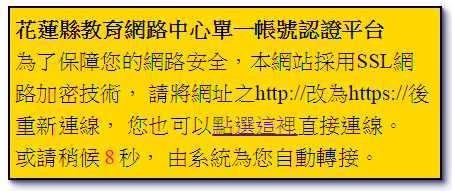 花蓮縣教育網路中心單一帳號認證平台
為了保障您的網路安全，本網站採用SSL網
路加密技術， 請將網址之http://改為https://後
重新連線， 您也可以點選這裡直接連線。
或請稍候 8 秒， 由系統為您自動轉接。